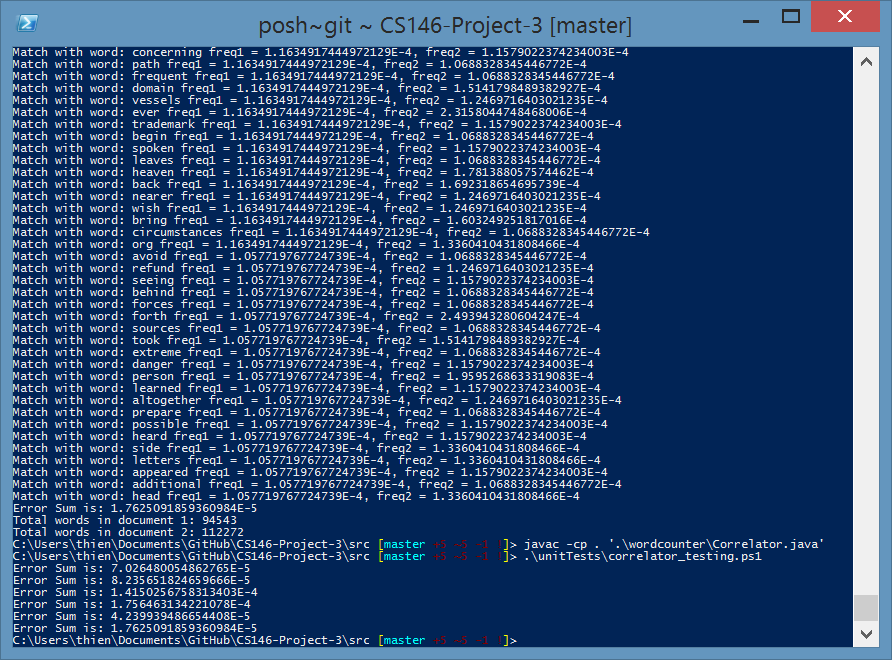 posh~git ~ CS146-Project-3 [master]
Match with word: concerning freq1 = 1.1634917444972129E-4, freq2 = 1.1579022374234003E-4
Match with word: path freq1 = 1.1634917444972129E-4, freq2 = 1.0688328345446772E-4
Match with word: frequent freq1 = 1.1634917444972129E-4, freq2 = 1.0688328345446772E-4
Match with word: domain freq1 = 1.1634917444972129E-4, freq2 = 1.5141798489382927E-4
Match with word: vessels freq1 = 1.1634917444972129E-4, freq2 = 1.2469716403021235E-4
Match with word: ever freq1 = 1.1634917444972129E-4, freq2 = 2.3158044748468006E-4
Match with word: trademark freq1 = 1.1634917444972129E-4, freq2 = 1.1579022374234003E-4
Match with word: begin freq1 = 1.1634917444972129E-4, freq2 = 1.0688328345446772E-4
Match with word: spoken freq1 = 1.1634917444972129E-4, freq2 = 1.1579022374234003E-4
Match with word: leaves freq1 = 1.1634917444972129E-4, freq2 = 1.0688328345446772E-4
Match with word: heaven freq1 = 1.1634917444972129E-4, freq2 = 1.781388057574462E-4
Match with word: back freq1 = 1.1634917444972129E-4, freq2 = 1.692318654695739E-4
Match with word: nearer freq1 = 1.1634917444972129E-4, freq2 = 1.2469716403021235E-4
Match with word: wish freq1 = 1.1634917444972129E-4, freq2 = 1.2469716403021235E-4
Match with word: bring freq1 = 1.1634917444972129E-4, freq2 = 1.603249251817016E-4
Match with word: circumstances freq1 = 1.1634917444972129E-4, freq2 = 1.0688328345446772E-4
Match with word: org freq1 = 1.1634917444972129E-4, freq2 = 1.3360410431808466E-4
Match with word: avoid freq1 = 1.057719767724739E-4, freq2 = 1.0688328345446772E-4
Match with word: refund freq1 = 1.057719767724739E-4, freq2 = 1.2469716403021235E-4
Match with word: seeing freq1 = 1.057719767724739E-4, freq2 = 1.1579022374234003E-4
Match with word: behind freq1 = 1.057719767724739E-4, freq2 = 1.0688328345446772E-4
Match with word: forces freq1 = 1.057719767724739E-4, freq2 = 1.0688328345446772E-4
Match with word: forth freq1 = 1.057719767724739E-4, freq2 = 2.493943280604247E-4
Match with word: sources freq1 = 1.057719767724739E-4, freq2 = 1.0688328345446772E-4
Match with word: took freq1 = 1.057719767724739E-4, freq2 = 1.5141798489382927E-4
Match with word: extreme freq1 = 1.057719767724739E-4, freq2 = 1.0688328345446772E-4
Match with word: danger freq1 = 1.057719767724739E-4, freq2 = 1.1579022374234003E-4
Match with word: person freq1 = 1.057719767724739E-4, freq2 = 1.9595268633319083E-4
Match with word: learned freq1 = 1.057719767724739E-4, freq2 = 1.1579022374234003E-4
Match with word: altogether freq1 = 1.057719767724739E-4, freq2 = 1.2469716403021235E-4
Match with word: prepare freq1 = 1.057719767724739E-4, freq2 = 1.0688328345446772E-4
Match with word: possible freq1 = 1.057719767724739E-4, freq2 = 1.1579022374234003E-4
Match with word: heard freq1 = 1.057719767724739E-4, freq2 = 1.1579022374234003E-4
Match with word: side freq1 = 1.057719767724739E-4, freq2 = 1.3360410431808466E-4
Match with word: letters freq1 = 1.057719767724739E-4, freq2 = 1.3360410431808466E-4
Match with word: appeared freq1 = 1.057719767724739E-4, freq2 = 1.1579022374234003E-4
Match with word: additional freq1 = 1.057719767724739E-4, freq2 = 1.0688328345446772E-4
Match with word: head freq1 = 1.057719767724739E-4, freq2 = 1.3360410431808466E-4
Error Sum is: 1.7625091859360984E-5
Total words in document 1: 94543
Total words in document 2: 112272
C:\Users\thien\Documents\GitHub\CS146-Project-3\src [master +5 ~5 -1 !]> javac -cp . '.\wordcounter\Correlator.java'
C:\Users\thien\Documents\GitHub\CS146-Project-3\src [master +5 ~5 -1 !]> .\unitTests\correlator_testing.ps1
Error Sum is: 7.026480054862765E-5
Error Sum is: 8.235651824659666E-5
Error Sum is: 1.4150256758313403E-4
Error Sum is: 1.756463134221078E-4
Error Sum is: 4.239939486654408E-5
Error Sum is: 1.7625091859360984E-5
C:\Users\thien\Documents\GitHub\CS146-Project-3\src [master +5 ~5 -1 !]>